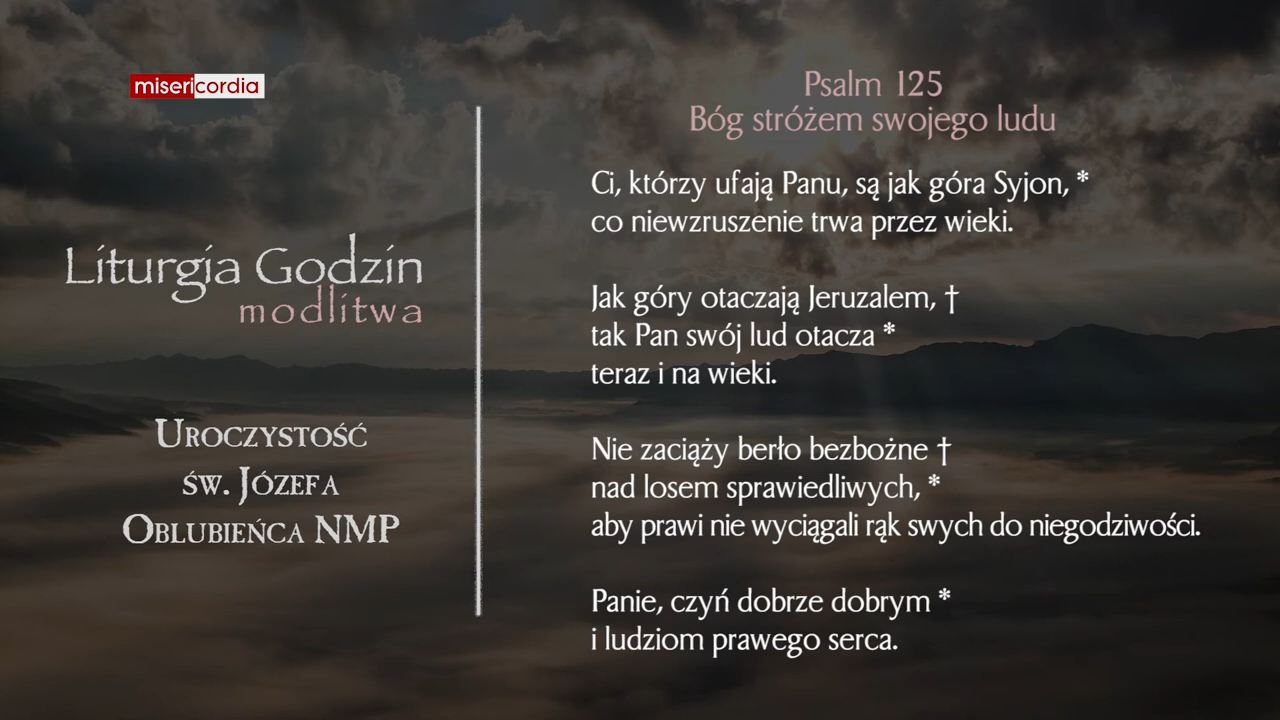 misericordia
Liturgia Godzin
modlitwa
Uroczystość
św. Józefa
Oblubieńca NMP
Psalm 125
Bóg stróżem swojego ludu
Ci, którzy ufają Panu, są jak góra Syjon, *
co niewzruszenie trwa przez wieki.
Jak góry otaczają Jeruzalem, †
tak Pan swój lud otacza *
teraz i na wieki.
Nie zaciąży berło bezbożne †
nad losem sprawiedliwych, *
aby prawi nie wyciągali rąk swych do niegodziwości.
Panie, czyń dobrze dobrym *
i ludziom prawego serca.